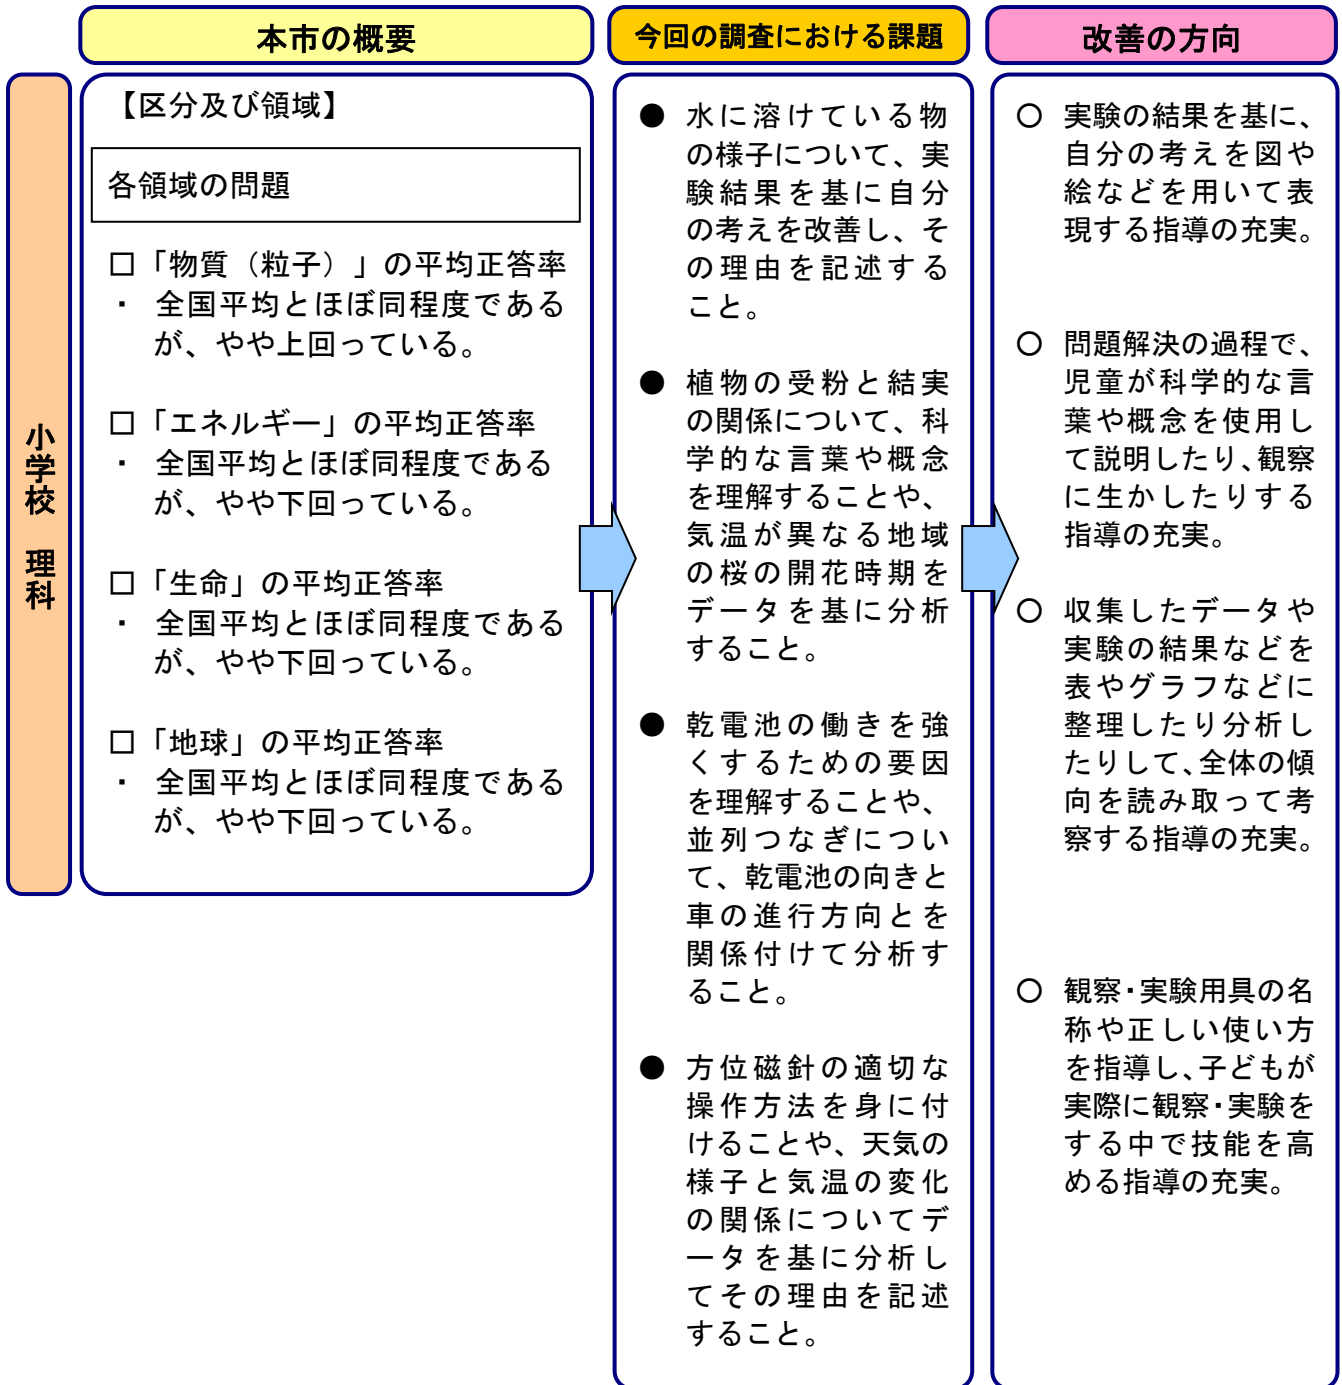 本市の概要
今回の調査における課題
改善の方向
小学校 理科
【区分及び領域】
各領域の問題
□「物質（粒子）」の平均正答率
・ 全国平均とほぼ同程度である
が、やや上回っている。
□「エネルギー」の平均正答率
・ 全国平均とほぼ同程度である
が、やや下回っている。
□「生命」の平均正答率
・ 全国平均とほぼ同程度である
が、やや下回っている。
□「地球」の平均正答率
・ 全国平均とほぼ同程度である
が、やや下回っている。
● 水に溶けている物
の様子について、実
験結果を基に自分
の考えを改善し、そ
の理由を記述する
こと。
● 植物の受粉と結実
の関係について、科
学的な言葉や概念
を理解することや、
気温が異なる地域
の桜の開花時期を
データを基に分析
すること。
● 乾電池の働きを強
くするための要因
を理解することや、
並列つなぎについ
て、乾電池の向きと
車の進行方向とを
関係付けて分析す
ること。
● 方位磁針の適切な
操作方法を身に付
けることや、天気の
様子と気温の変化
の関係についてデ
ータを基に分析し
てその理由を記述
すること。
○ 実験の結果を基に、
自分の考えを図や
絵などを用いて表
現する指導の充実。
○ 問題解決の過程で、
児童が科学的な言
葉や概念を使用し
て説明したり、観察
に生かしたりする
指導の充実。
○ 収集したデータや
実験の結果などを
表やグラフなどに
整理したり分析し
たりして、全体の傾
向を読み取って考
察する指導の充実。
○ 観察・実験用具の名
称や正しい使い方
を指導し、子どもが
実際に観察・実験を
する中で技能を高
める指導の充実。